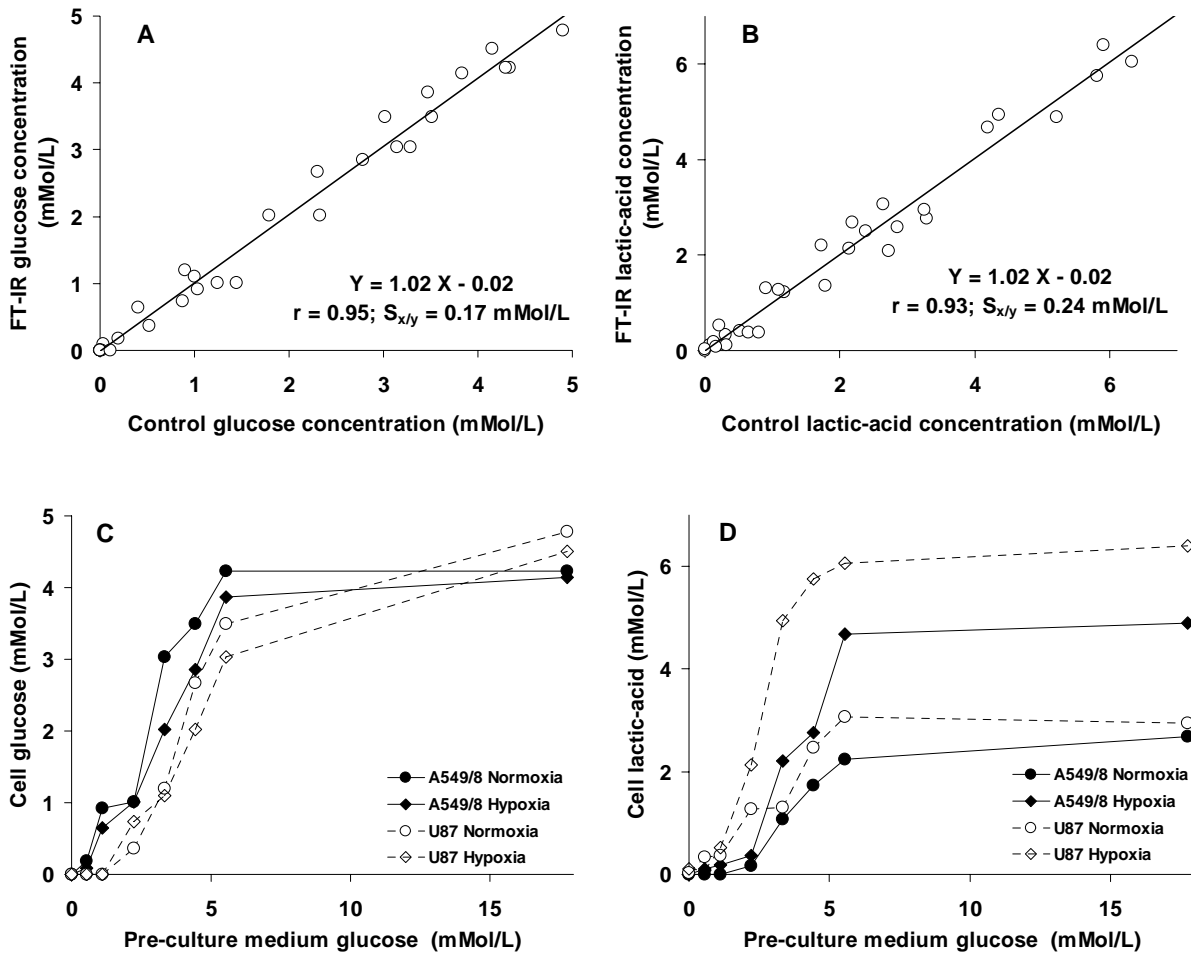 A
FT-IR glucose concentration
(mMol/L)
5
4
3
2
1
0
Y = 1.02 X - 0.02
r = 0.95; Sx/y = 0.17 mMol/L
0 1 2 3 4 5
Control glucose concentration (mMol/L)
B
FT-IR lactic-acid concentration
(mMol/L)
6
4
2
0
Y = 1.02 X - 0.02
r = 0.93; Sx/y = 0.24 mMol/L
0 2 4 6
Control lactic-acid concentration (mMol/L)
C
Cell glucose (mMol/L)
5
4
3
2
1
0
A549/8 Normoxia
A549/8 Hypoxia
U87 Normoxia
U87 Hypoxia
0 5 10 15
Pre-culture medium glucose (mMol/L)
D
Cell lactic-acid (mMol/L)
6
4
2
0
A549/8 Normoxia
A549/8 Hypoxia
U87 Normoxia
U87 Hypoxia
0 5 10 15
Pre-culture medium glucose (mMol/L)